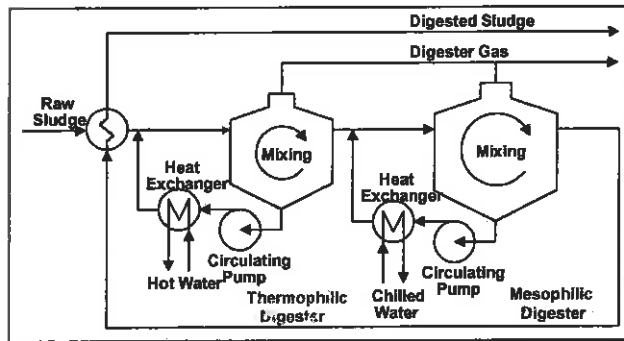 Digested Sludge
Digester Gas
Raw
Sludge
Mixing
Mixing
Heat
Exchanger
Heat
Exchanger
Circulating
Pump
Circulating
Pump
Hot Water
Chilled
Water
Thermophilic
Digester
Mesophilic
Digester